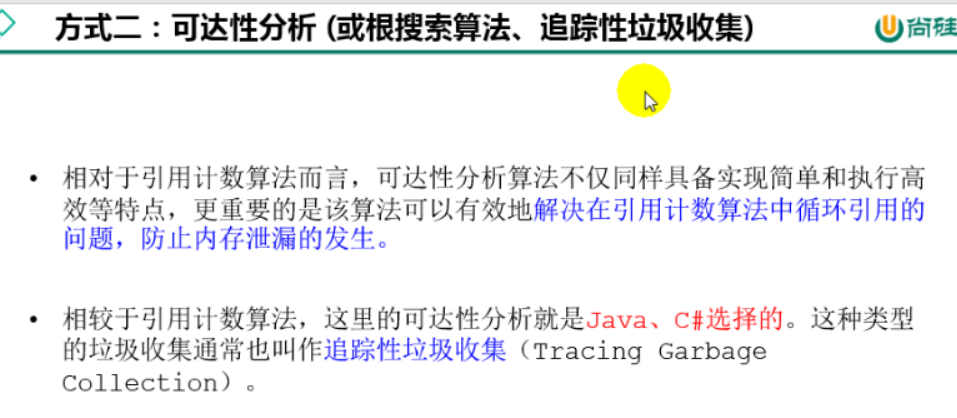 方式二：可达性分析 (或根搜索算法、追踪性垃圾收集)
尚硅
• 相对于引用计数算法而言，可达性分析算法不仅同样具备实现简单和执行高
效等特点，更重要的是该算法可以有效地解决在引用计数算法中循环引用的
问题，防止内存泄漏的发生。
• 相较于引用计数算法，这里的可达性分析就是Java、C#选择的。这种类型
的垃圾收集通常也叫作追踪性垃圾收集（Tracing Garbage
Collection）。